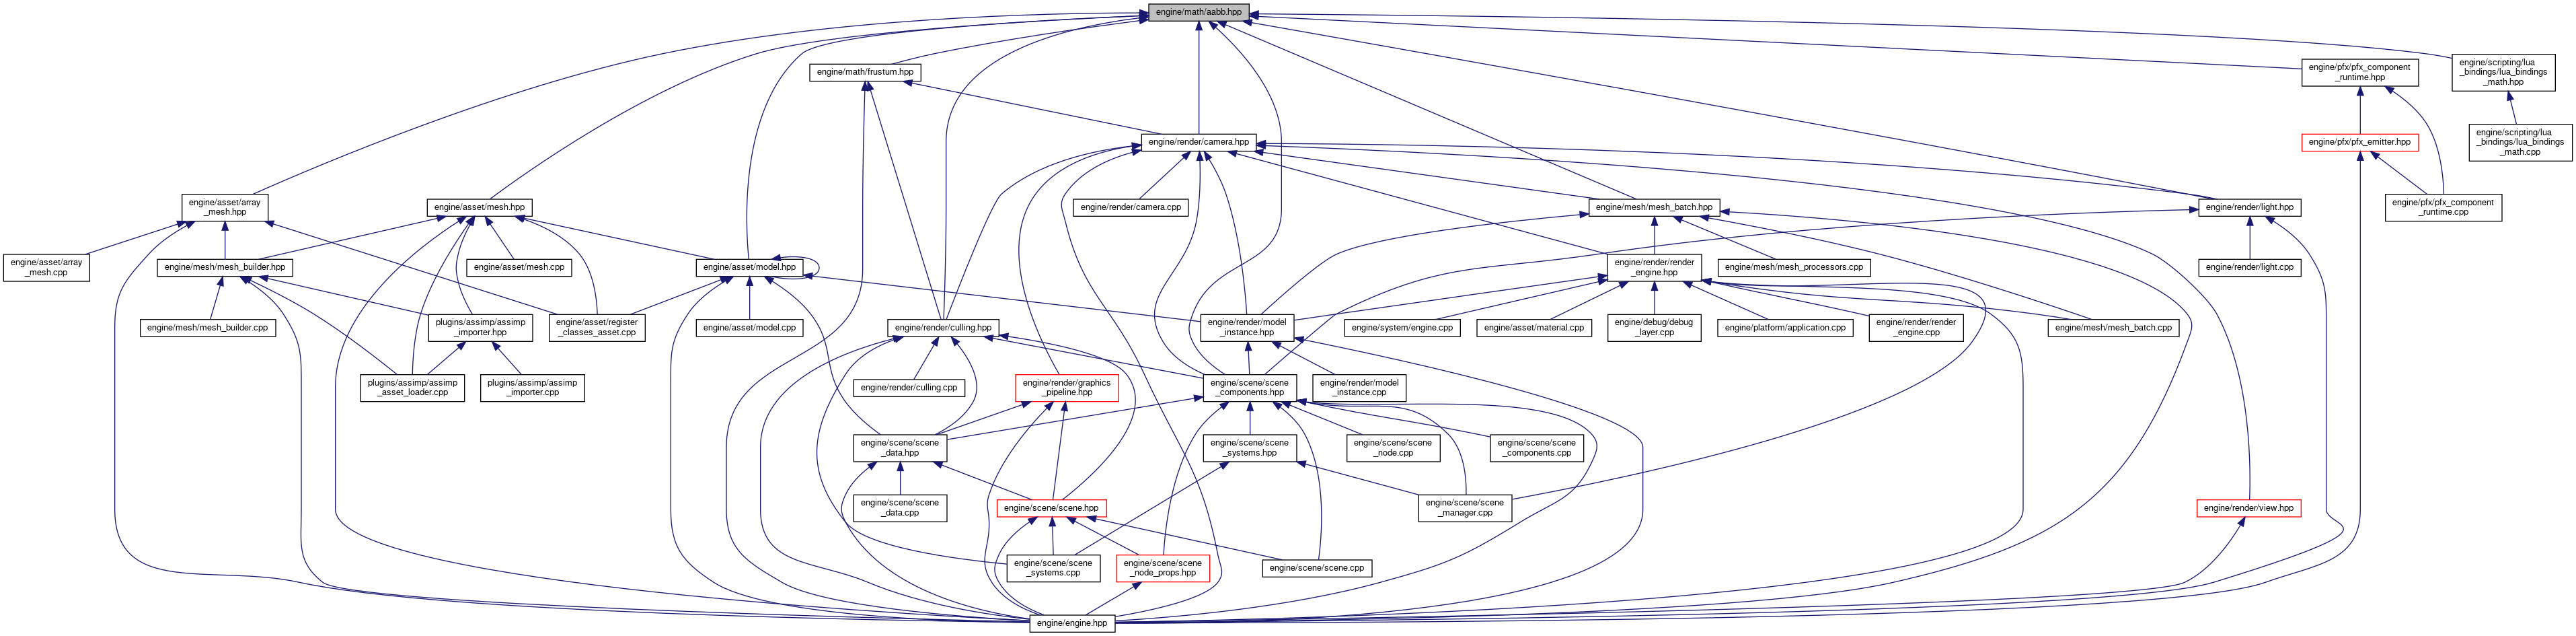 engine/math/aabb.hpp
engine/math/frustum.hpp
engine/pfx/pfx_component
_runtime.hpp
engine/scripting/lua
_bindings/lua_bindings
_math.hpp
engine/render/camera.hpp
engine/pfx/pfx_emitter.hpp
engine/scripting/lua
_bindings/lua_bindings
_math.cpp
engine/asset/array
_mesh.hpp
engine/asset/mesh.hpp
engine/render/camera.cpp
engine/mesh/mesh_batch.hpp
engine/render/light.hpp
engine/pfx/pfx_component
_runtime.cpp
engine/asset/array
_mesh.cpp
engine/mesh/mesh_builder.hpp
engine/asset/mesh.cpp
engine/asset/model.hpp
engine/render/render
_engine.hpp
engine/mesh/mesh_processors.cpp
engine/render/light.cpp
engine/mesh/mesh_builder.cpp
plugins/assimp/assimp
_importer.hpp
engine/asset/register
_classes_asset.cpp
engine/asset/model.cpp
engine/render/culling.hpp
engine/render/model
_instance.hpp
engine/system/engine.cpp
engine/asset/material.cpp
engine/debug/debug
_layer.cpp
engine/platform/application.cpp
engine/render/render
_engine.cpp
engine/mesh/mesh_batch.cpp
plugins/assimp/assimp
_asset_loader.cpp
plugins/assimp/assimp
_importer.cpp
engine/render/culling.cpp
engine/render/graphics
_pipeline.hpp
engine/scene/scene
_components.hpp
engine/render/model
_instance.cpp
engine/scene/scene
_data.hpp
engine/scene/scene
_systems.hpp
engine/scene/scene
_node.cpp
engine/scene/scene
_components.cpp
engine/scene/scene
_data.cpp
engine/scene/scene.hpp
engine/scene/scene
_manager.cpp
engine/render/view.hpp
engine/scene/scene
_systems.cpp
engine/scene/scene
_node_props.hpp
engine/scene/scene.cpp
engine/engine.hpp